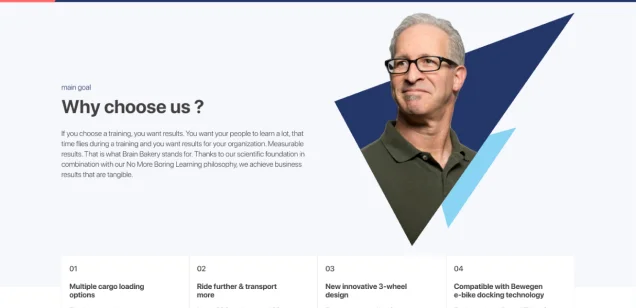 main goal
Why choose us ?
If you choose a training, you want results. You want your people to learn a lot, that
time flies during a training and you want results for your organization. Measurable
results. That is what Brain Bakery stands for. Thanks to our scientific foundation in
combination with our No More Boring Learning philosophy, we achieve business
results that are tangible.
01
Multiple cargo loading
options
02
Ride further & transport
more
03
New innovative 3-wheel
design
04
Compatible with Bewegen
e-bike docking technology